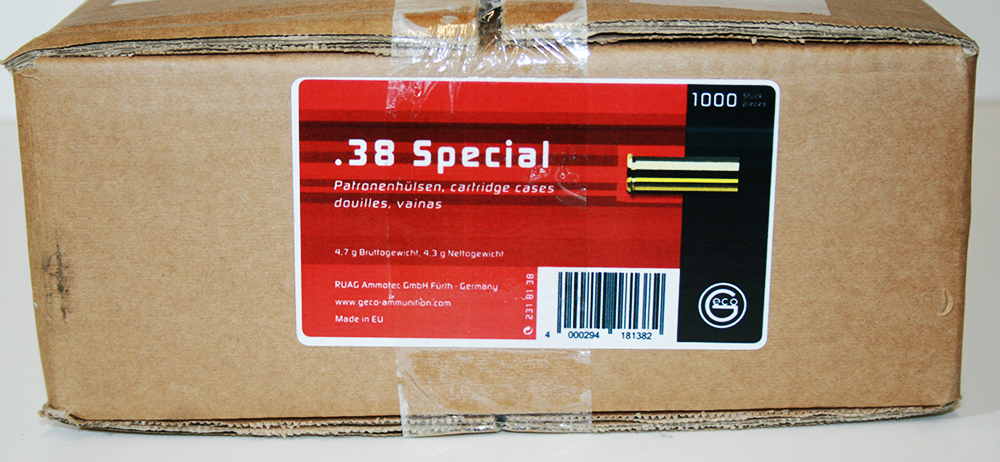 1000 Stück
pieces
.38 Special
Patronenhülsen, cartridge cases
douilles, vainas
4,7 g Bruttogewicht, 4,3 g Nettogewicht
RUAG Ammotec GmbH Fürth - Germany
www.geco-ammunition.com
Made in EU
231 81 38
4 000294 181382
Geco